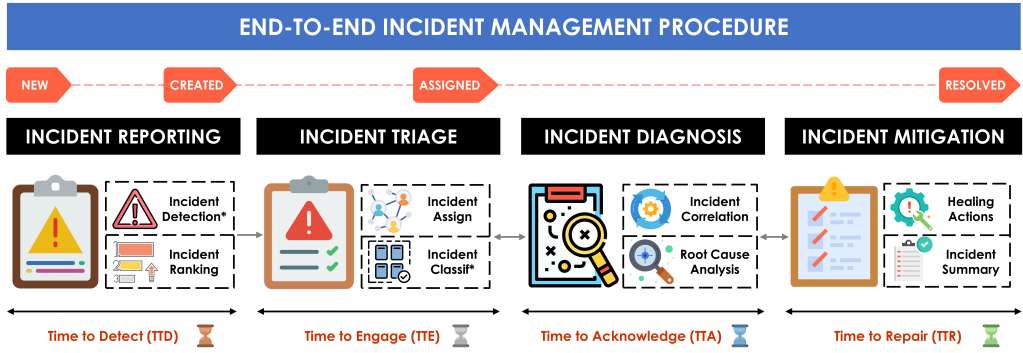 END-TO-END INCIDENT MANAGEMENT PROCEDURE
NEW
CREATED
ASSIGNED
RESOLVED
INCIDENT REPORTING
INCIDENT TRIAGE
INCIDENT DIAGNOSIS
INCIDENT MITIGATION
Incident
Detection*
Incident
Ranking
Incident
Assign
Incident
Classif*
Incident
Correlation
Root Cause
Analysis
Healing
Actions
Incident
Summary
Time to Detect (TTD)
Time to Engage (TTE)
Time to Acknowledge (TTA)
Time to Repair (TTR)